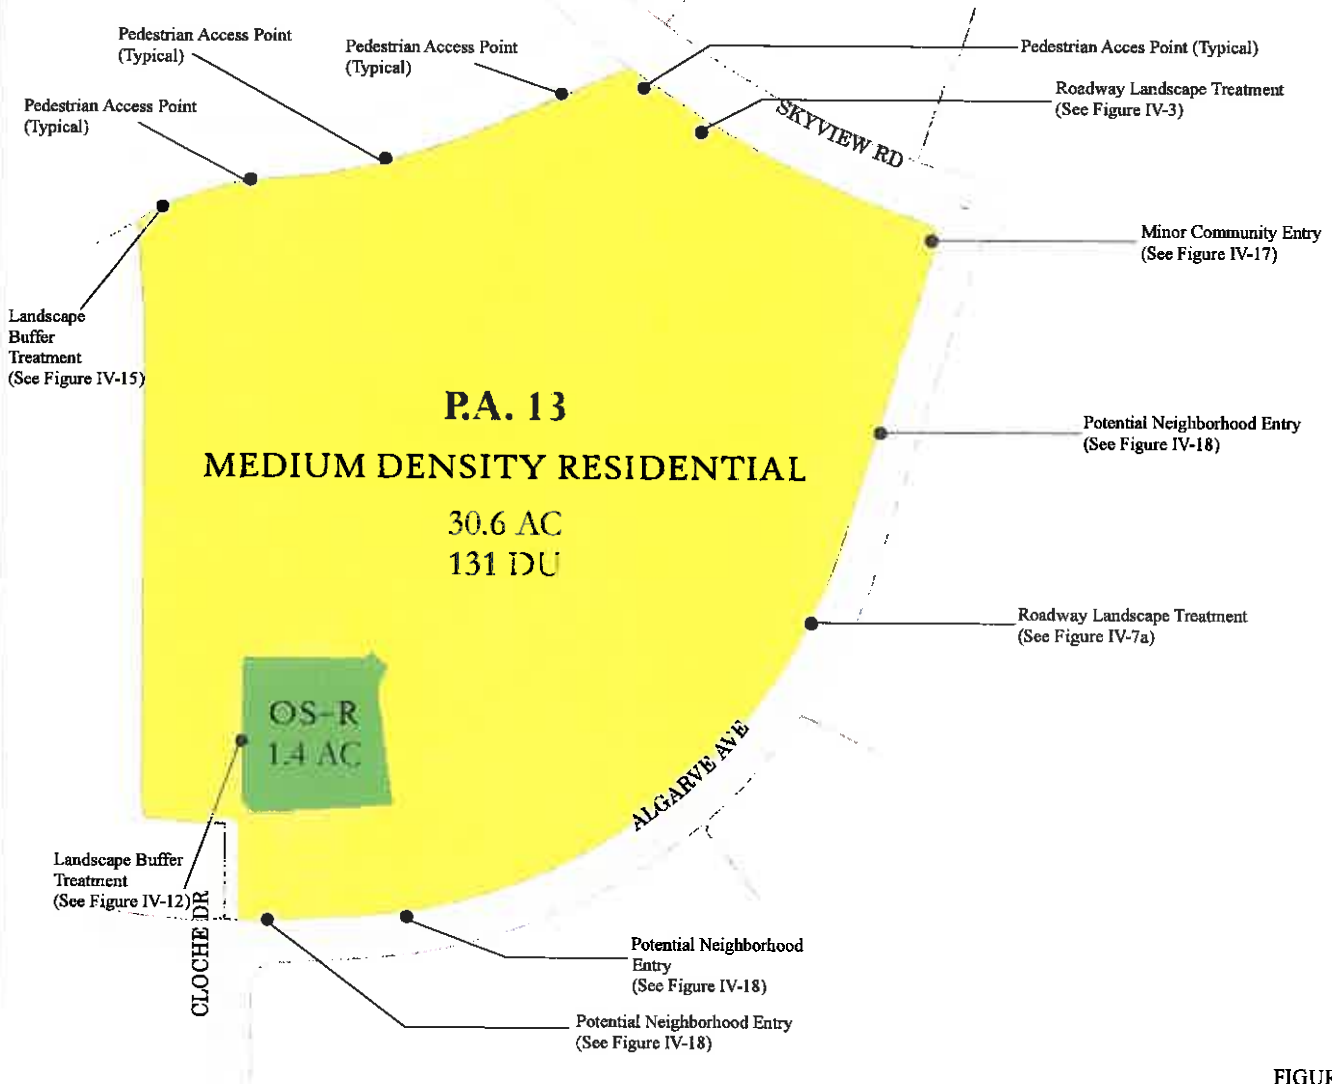 Pedestrian Access Point
(Typical)
Pedestrian Access Point
(Typical)
Pedestrian Acces Point (Typical)
Pedestrian Access Point
(Typical)
Roadway Landscape Treatment
(See Figure IV-3)
SKYVIEW RD
Minor Community Entry
(See Figure IV-17)
Landscape
Buffer
Treatment
(See Figure IV-15)
P.A. 13
MEDIUM DENSITY RESIDENTIAL
30.6 AC
131 DU
Potential Neighborhood Entry
(See Figure IV-18)
Roadway Landscape Treatment
(See Figure IV-7a)
OS-R
1.4 AC
ALGARVE AVE
Landscape Buffer
Treatment
(See Figure IV-12)
CLOCHE DR
Potential Neighborhood
Entry
(See Figure IV-18)
Potential Neighborhood Entry
(See Figure IV-18)
FIGUR